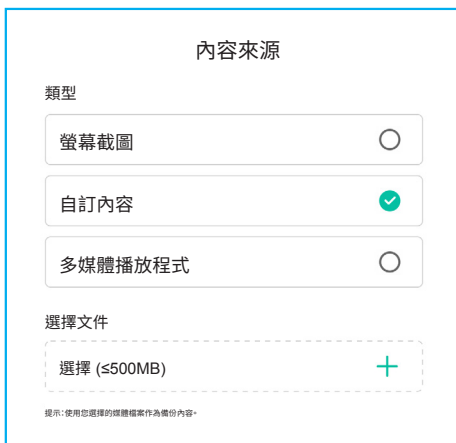 內容來源
類型
螢幕截圖
自訂內容
多媒體播放程式
選擇文件
選擇 (≤500MB)
提示：使用您選擇的媒體檔案作為備份內容。